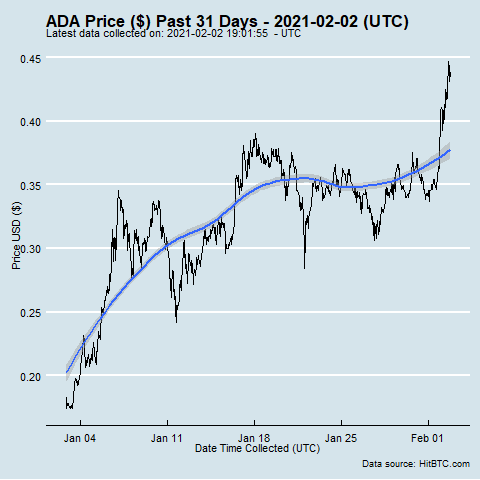 ADA Price ($) Past 31 Days - 2021-02-02 (UTC)
Latest data collected on: 2021-02-02 19:01:55 - UTC
0.45
0.40
0.35
0.30
0.25
0.20
Price USD ($)
Jan 04
Jan 11
Jan 18
Jan 25
Feb 01
Date Time Collected (UTC)
Data source: HitBTC.com